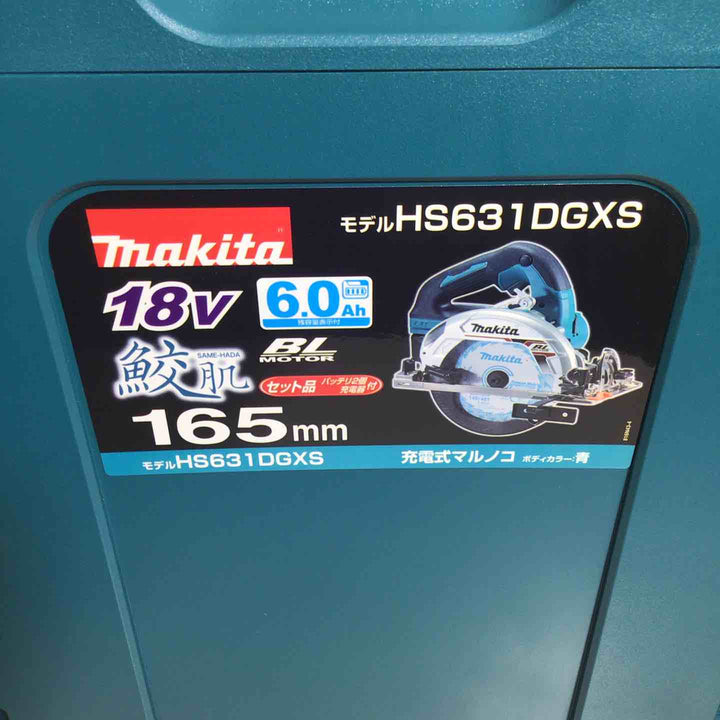 モデルHS631DGXS
makita
18V
6.0Ah
残容量表示付
鮫肌
SAME-HADA
BL
MOTOR
セット品 バッテリ2個 充電器 付
165mm
makita
BL
makita
モデルHS631DGXS 充電式マルノコ ボディカラー:青